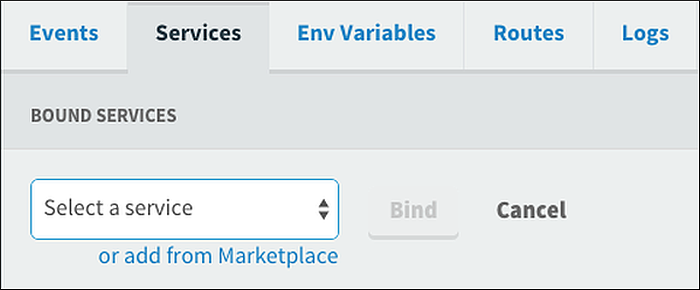 Events Services Env Variables Routes Logs
BOUND SERVICES
Select a service Bind Cancel
or add from Marketplace